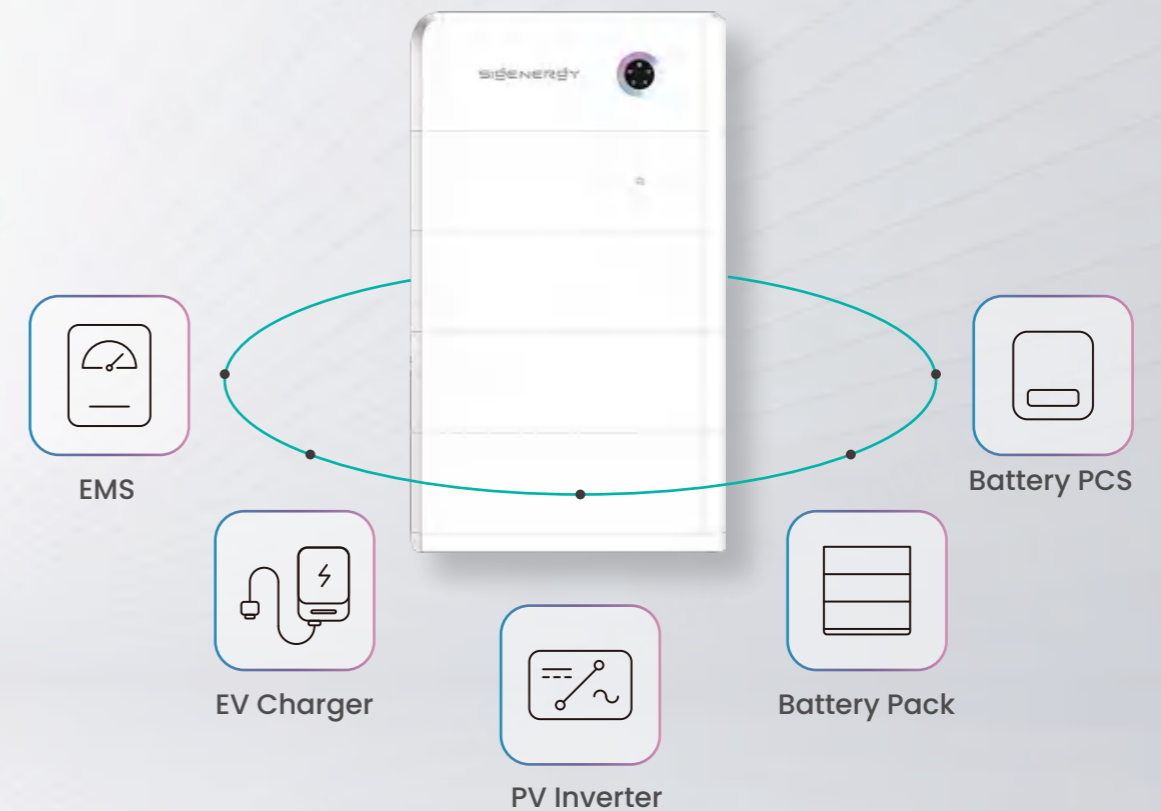 SIGENERGY
EMS
Battery PCS
EV Charger
Battery Pack
PV Inverter